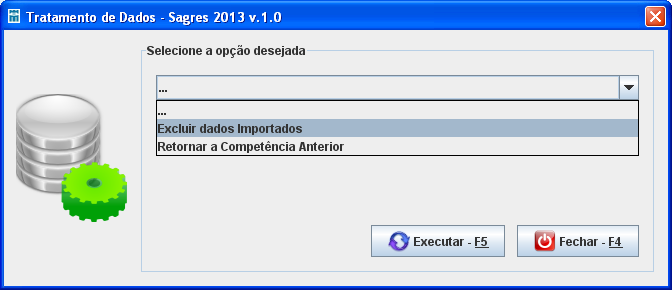 Tratamento de Dados - Sagres 2013 v.1.0
Selecione a opção desejada
...
...
Excluir dados Importados
Retornar a Competência Anterior
Executar - F5
Fechar - F4